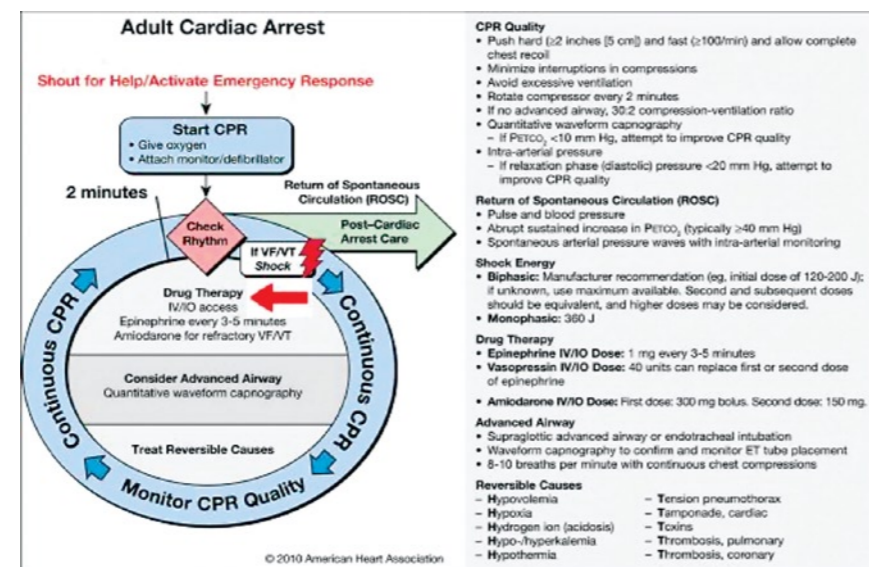 Adult Cardiac Arrest
Shout for Help/Activate Emergency Response
Start CPR
• Give oxygen
• Attach monitor/defibrillator
2 minutes
Return of Spontaneous
Circulation (ROSC)
Check
Rhythm
Post–Cardiac
Arrest Care
If VF/VT
Shock
Drug Therapy
IV/IO access
Epinephrine every 3-5 minutes
Amiodarone for refractory VF/VT
Consider Advanced Airway
Quantitative waveform capnography
Treat Reversible Causes
Continuous CPR
Continuous CPR
Monitor CPR Quality
© 2010 American Heart Association
CPR Quality
• Push hard (≥2 inches [5 cm]) and fast (≥100/min) and allow complete
chest recoil
• Minimize interruptions in compressions
• Avoid excessive ventilation
• Rotate compressor every 2 minutes
• If no advanced airway, 30:2 compression-ventilation ratio
• Quantitative waveform capnography
– If PETCO₂ <10 mm Hg, attempt to improve CPR quality
• Intra-arterial pressure
– If relaxation phase (diastolic) pressure <20 mm Hg, attempt to
improve CPR quality
Return of Spontaneous Circulation (ROSC)
• Pulse and blood pressure
• Abrupt sustained increase in PETCO₂ (typically ≥40 mm Hg)
• Spontaneous arterial pressure waves with intra-arterial monitoring
Shock Energy
• Biphasic: Manufacturer recommendation (eg, initial dose of 120-200 J);
if unknown, use maximum available. Second and subsequent doses
should be equivalent, and higher doses may be considered.
• Monophasic: 360 J
Drug Therapy
• Epinephrine IV/IO Dose: 1 mg every 3-5 minutes
• Vasopressin IV/IO Dose: 40 units can replace first or second dose
of epinephrine
• Amiodarone IV/IO Dose: First dose: 300 mg bolus. Second dose: 150 mg.
Advanced Airway
• Supraglottic advanced airway or endotracheal intubation
• Waveform capnography to confirm and monitor ET tube placement
• 8-10 breaths per minute with continuous chest compressions
Reversible Causes
– Hypovolemia
– Hypoxia
– Hydrogen ion (acidosis)
– Hypo-/hyperkalemia
– Hypothermia
– Tension pneumothorax
– Tamponade, cardiac
– Toxins
– Thrombosis, pulmonary
– Thrombosis, coronary